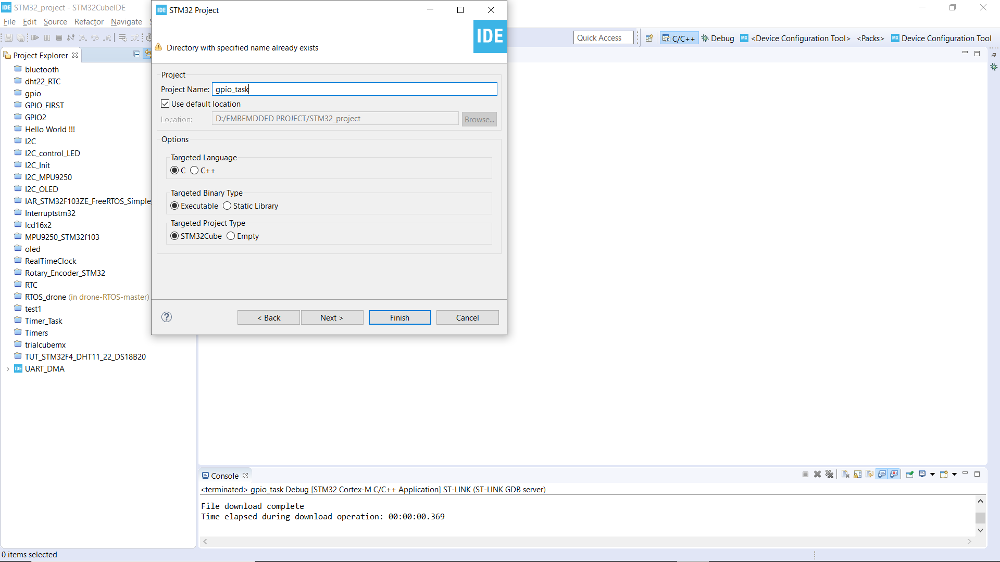 IDE STM32_project - STM32CubeIDE
File Edit Source Refactor Navigate
Quick Access
C/C++ Debug MX <Device Configuration Tool> <Packs> MX Device Configuration Tool
Project Explorer
bluetooth
dht22_RTC
gpio
GPIO_FIRST
GPIO2
Hello World !!!
I2C
I2C_control_LED
I2C_Init
I2C_MPU9250
I2C_OLED
IAR_STM32F103ZE_FreeRTOS_Simple
Interruptstm32
lcd16x2
MPU9250_STM32f103
oled
RealTimeClock
Rotary_Encoder_STM32
RTC
RTOS_drone (in drone-RTOS-master)
test1
Timer_Task
Timers
trialcubemx
TUT_STM32F4_DHT11_22_DS18B20
IDE UART_DMA
IDE STM32 Project
IDE
Directory with specified name already exists
Project
Project Name: gpio_task
Use default location
Location: D:/EMBEMDDED PROJECT/STM32_project Browse...
Options
Targeted Language
C C++
Targeted Binary Type
Executable Static Library
Targeted Project Type
STM32Cube Empty
? < Back Next > Finish Cancel
Console
<terminated> gpio_task Debug [STM32 Cortex-M C/C++ Application] ST-LINK (ST-LINK GDB server)
File download complete
Time elapsed during download operation: 00:00:00.369
0 items selected